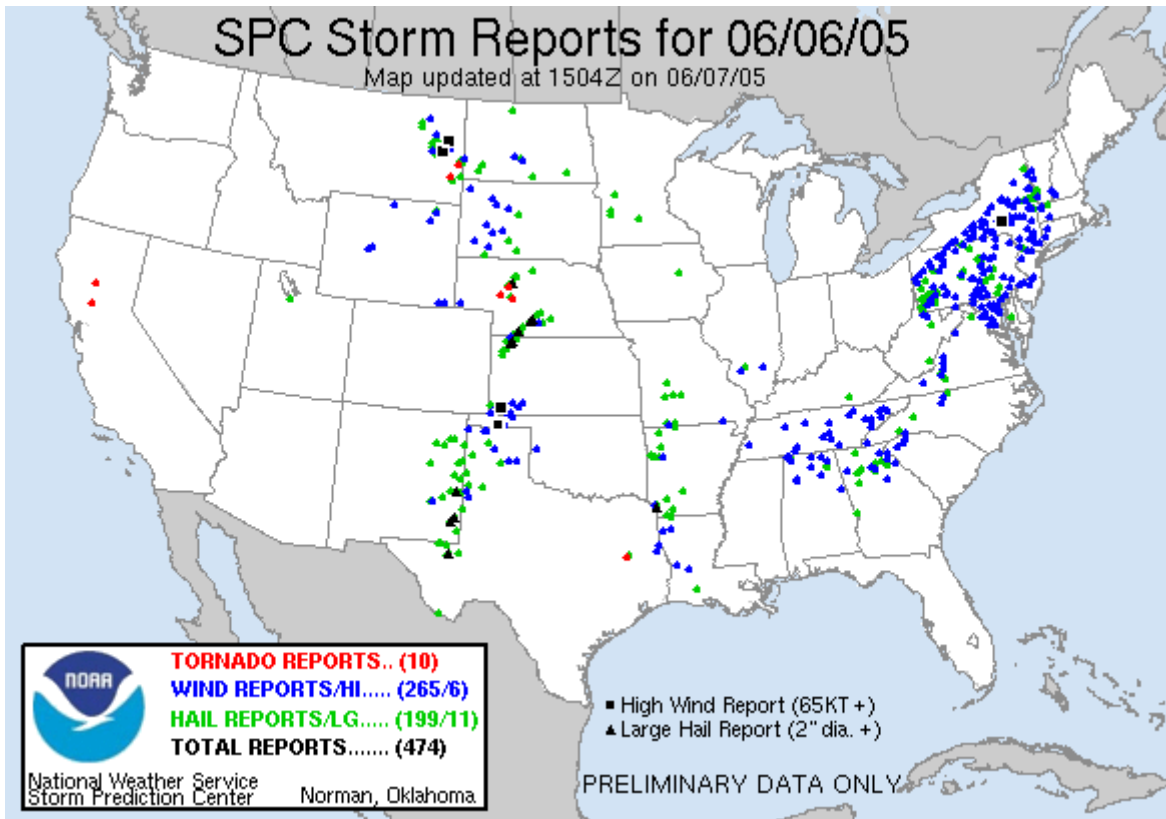 SPC Storm Reports for 06/06/05
Map updated at 1504Z on 06/07/05
NOAA
TORNADO REPORTS.. (10)
WIND REPORTS/HI..... (265/6)
HAIL REPORTS/LG..... (199/11)
TOTAL REPORTS....... (474)
National Weather Service
Storm Prediction Center Norman, Oklahoma
High Wind Report (65KT +)
Large Hail Report (2" dia. +)
PRELIMINARY DATA ONLY